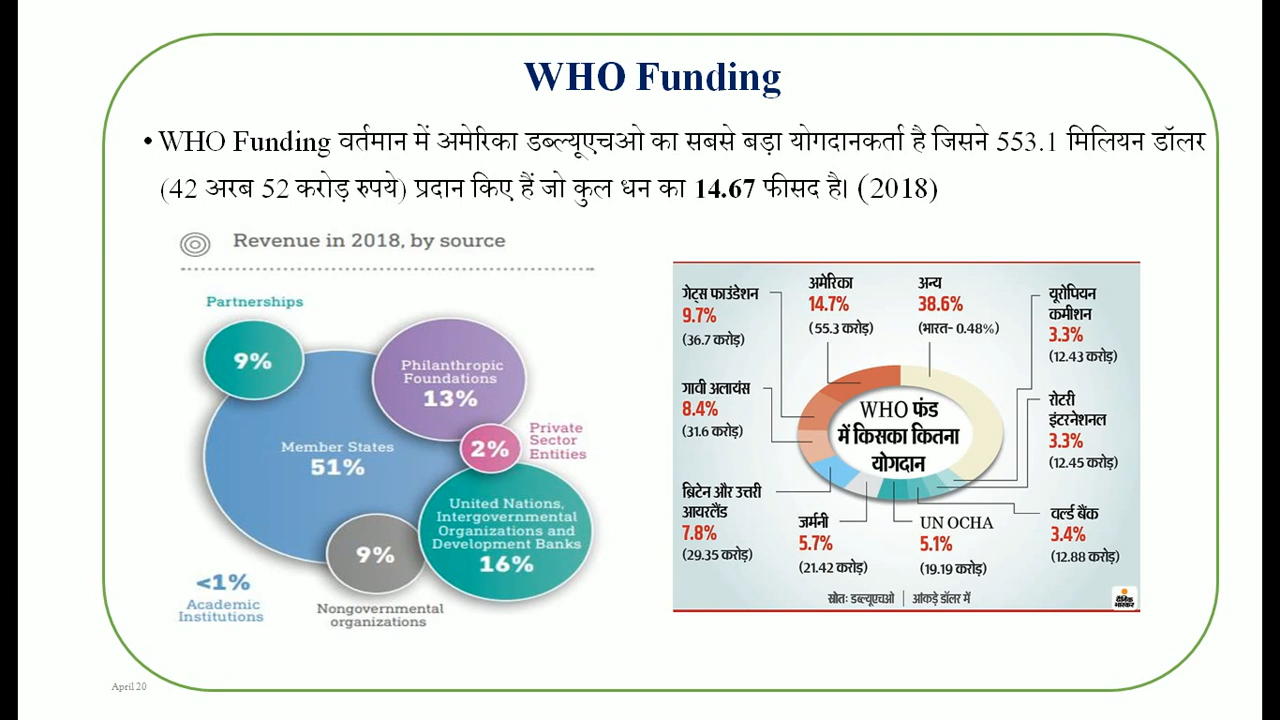 WHO Funding
• WHO Funding वर्तमान में अमेरिका डब्ल्यूएचओ का सबसे बड़ा योगदानकर्ता है जिसने 553.1 मिलियन डॉलर
(42 अरब 52 करोड़ रुपये) प्रदान किए हैं जो कुल धन का 14.67 फीसद है। (2018)
Revenue in 2018, by source
Partnerships
9%
Philanthropic
Foundations
13%
Member States
51%
2%
Private
Sector
Entities
United Nations,
Intergovernmental
Organizations and
Development Banks
16%
9%
Nongovernmental
organizations
<1%
Academic
Institutions
गेट्स फाउंडेशन
9.7%
(36.7 करोड़)
अमेरिका
14.7%
(55.3 करोड़)
अन्य
38.6%
(भारत- 0.48%)
यूरोपियन
कमीशन
3.3%
(12.43 करोड़)
गावी अलायंस
8.4%
(31.6 करोड़)
WHO फंड
में किसका कितना
योगदान
रोटरी
इंटरनेशनल
3.3%
(12.45 करोड़)
ब्रिटेन और उत्तरी
आयरलैंड
7.8%
(29.35 करोड़)
जर्मनी
5.7%
(21.42 करोड़)
UN OCHA
5.1%
(19.19 करोड़)
वर्ल्ड बैंक
3.4%
(12.88 करोड़)
स्रोतः डब्ल्यूएचओ | आंकड़े डॉलर में
दैनिक
भास्कर
April 20